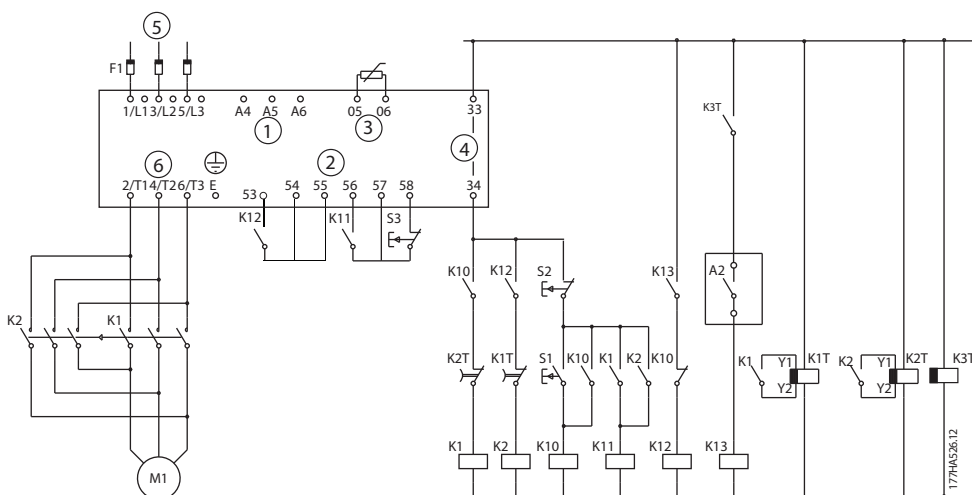 5
F1
1/L1 3/L2 5/L3 A4 A5 A6 05 06 33
1 3
K3T
4
6 2
2/T1 4/T2 6/T3 E 53 54 55 56 57 58 34
K12 K11 S3
K10 K12 S2 K13 A2
K2 K1
K2T K1T S1 K10 K1 K2 K10 K1 Y1 K1T K2 Y1 K2T K3T
Y2 Y2
K1 K2 K10 K11 K12 K13
M1
177HA526.12